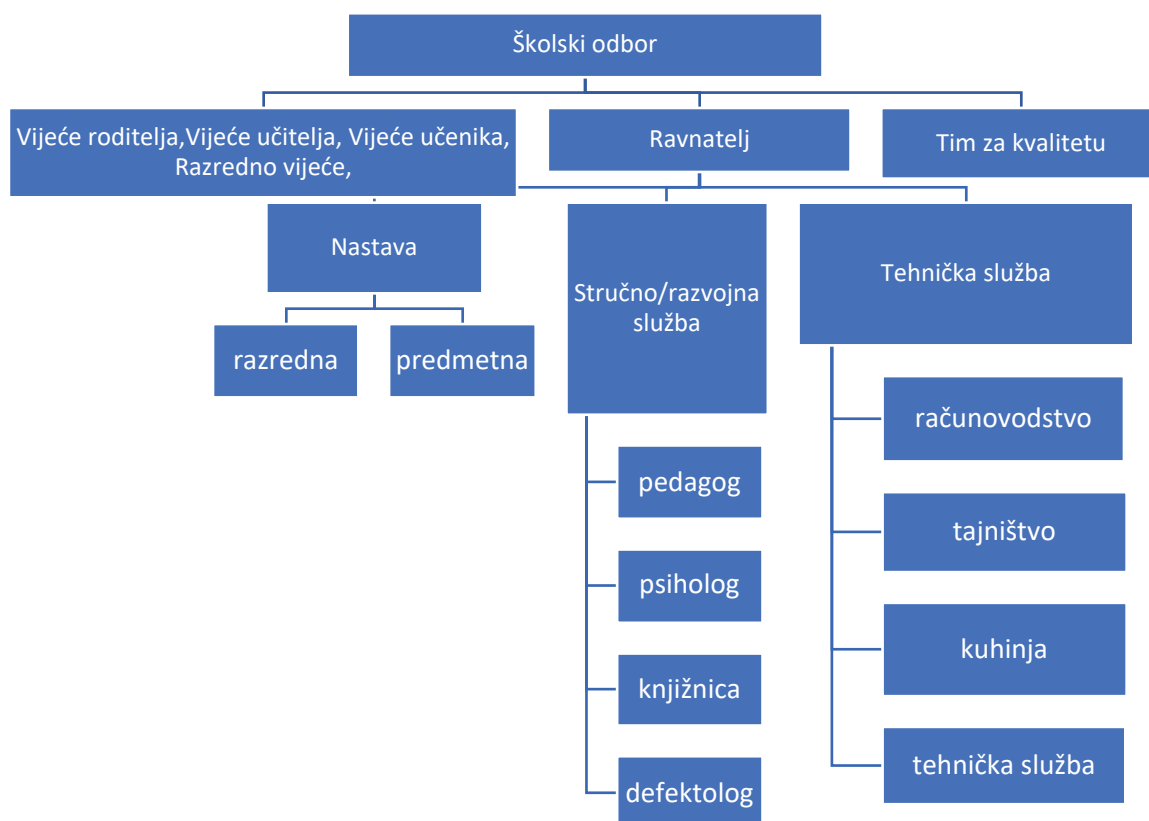 Školski odbor
Vijeće roditelja,Vijeće učitelja, Vijeće učenika,
Razredno vijeće,
Ravnatelj
Tim za kvalitetu
Nastava
Stručno/razvojna
služba
Tehnička služba
razredna
predmetna
pedagog
psiholog
knjižnica
defektolog
računovodstvo
tajništvo
kuhinja
tehnička služba